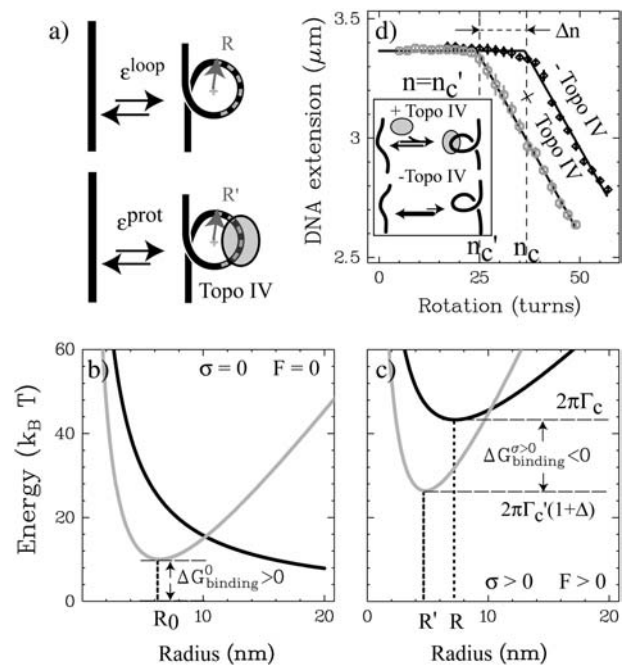 a)
R
ε^loop
R'
ε^prot
Topo IV
d)
Δn
3.5
3.1
2.7
DNA extension (μm)
n=n_c'
+ Topo IV
-Topo IV
- Topo IV
+ Topo IV
n_c'
n_c
0 25 50
Rotation (turns)
b)
σ = 0 F = 0
60
40
20
0
Energy (k_B T)
ΔG^0_binding>0
R_0
10
20
Radius (nm)
c)
2πΓ_c
ΔG^σ>0_binding<0
2πΓ_c'(1+Δ)
σ > 0 F > 0
0
R'
R
10
20
Radius (nm)